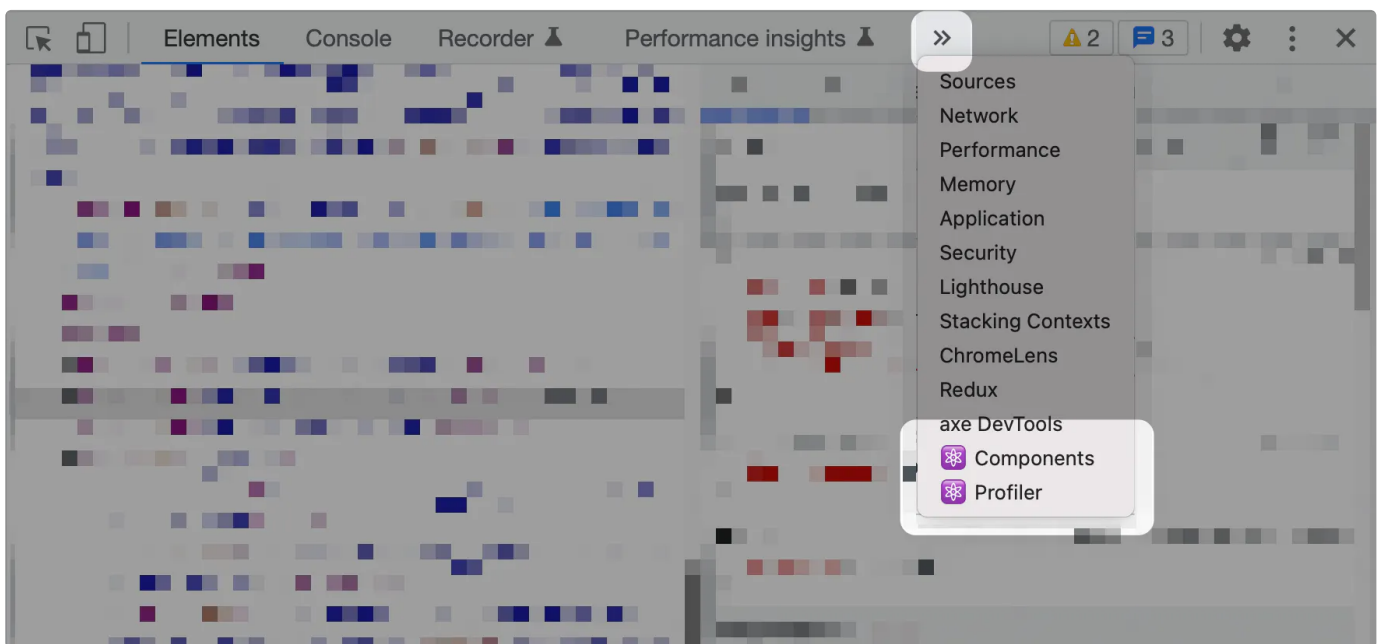 Elements Console Recorder Performance insights » 2 3
Sources
Network
Performance
Memory
Application
Security
Lighthouse
Stacking Contexts
ChromeLens
Redux
axe DevTools
Components
Profiler